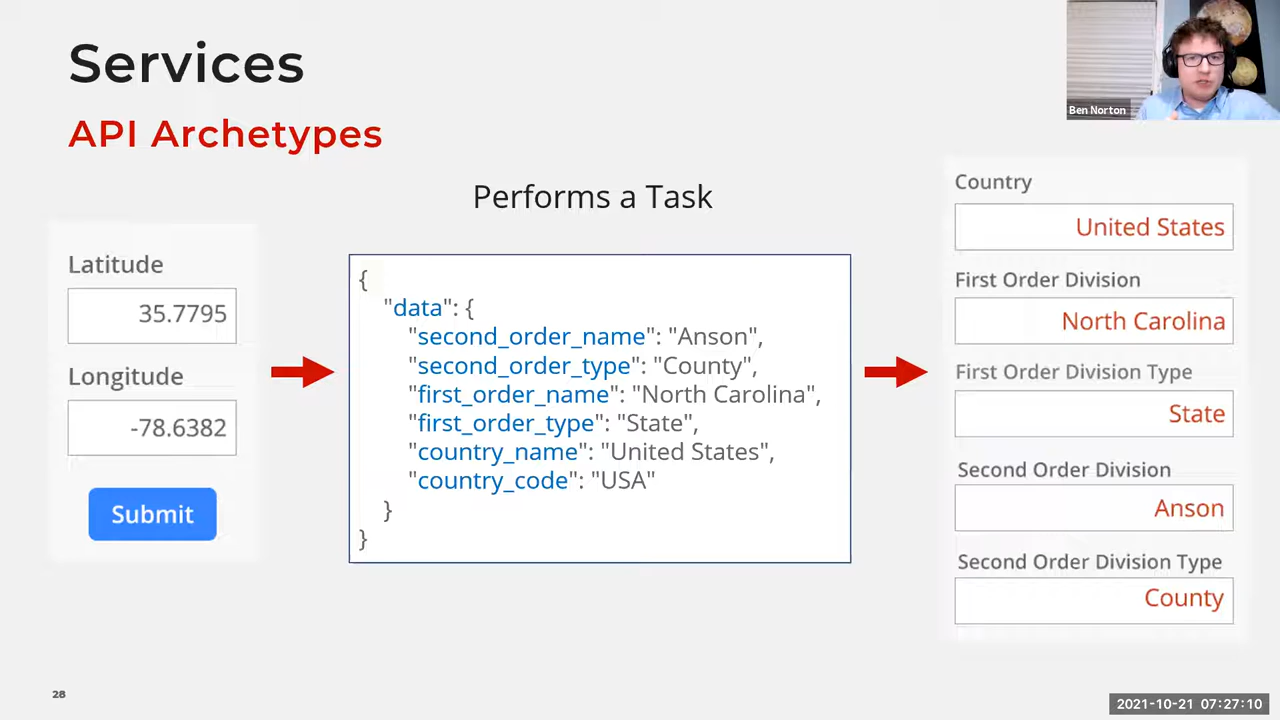 Services
API Archetypes
Ben Norton
Performs a Task
Latitude
35.7795
Longitude
-78.6382
Submit
{
"data": {
"second_order_name": "Anson",
"second_order_type": "County",
"first_order_name": "North Carolina",
"first_order_type": "State",
"country_name": "United States",
"country_code": "USA"
}
}
Country
United States
First Order Division
North Carolina
First Order Division Type
State
Second Order Division
Anson
Second Order Division Type
County
28
2021-10-21 07:27:10